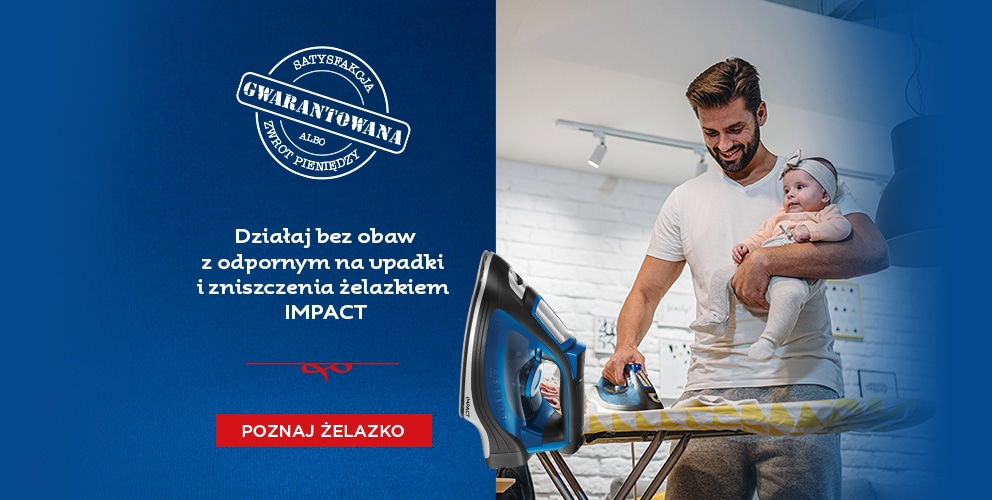 SATYSFAKCJA
GWARANTOWANA
ALBO
ZWROT PIENIĘDZY
Działaj bez obaw
z odpornym na upadki
i zniszczenia żelazkiem
IMPACT
POZNAJ ŻELAZKO
IMPACT